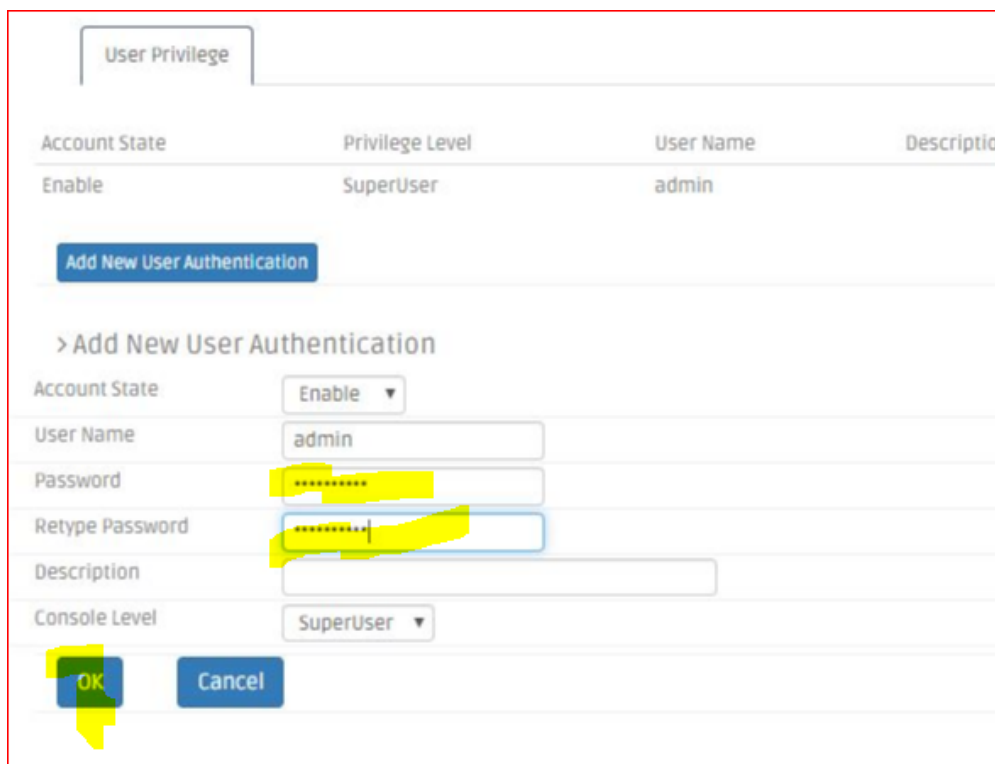 User Privilege
Account State Privilege Level User Name Descriptio
Enable SuperUser admin
Add New User Authentication
> Add New User Authentication
Account State Enable ▼
User Name admin
Password ••••••••••
Retype Password ••••••••••
Description
Console Level SuperUser ▼
OK Cancel